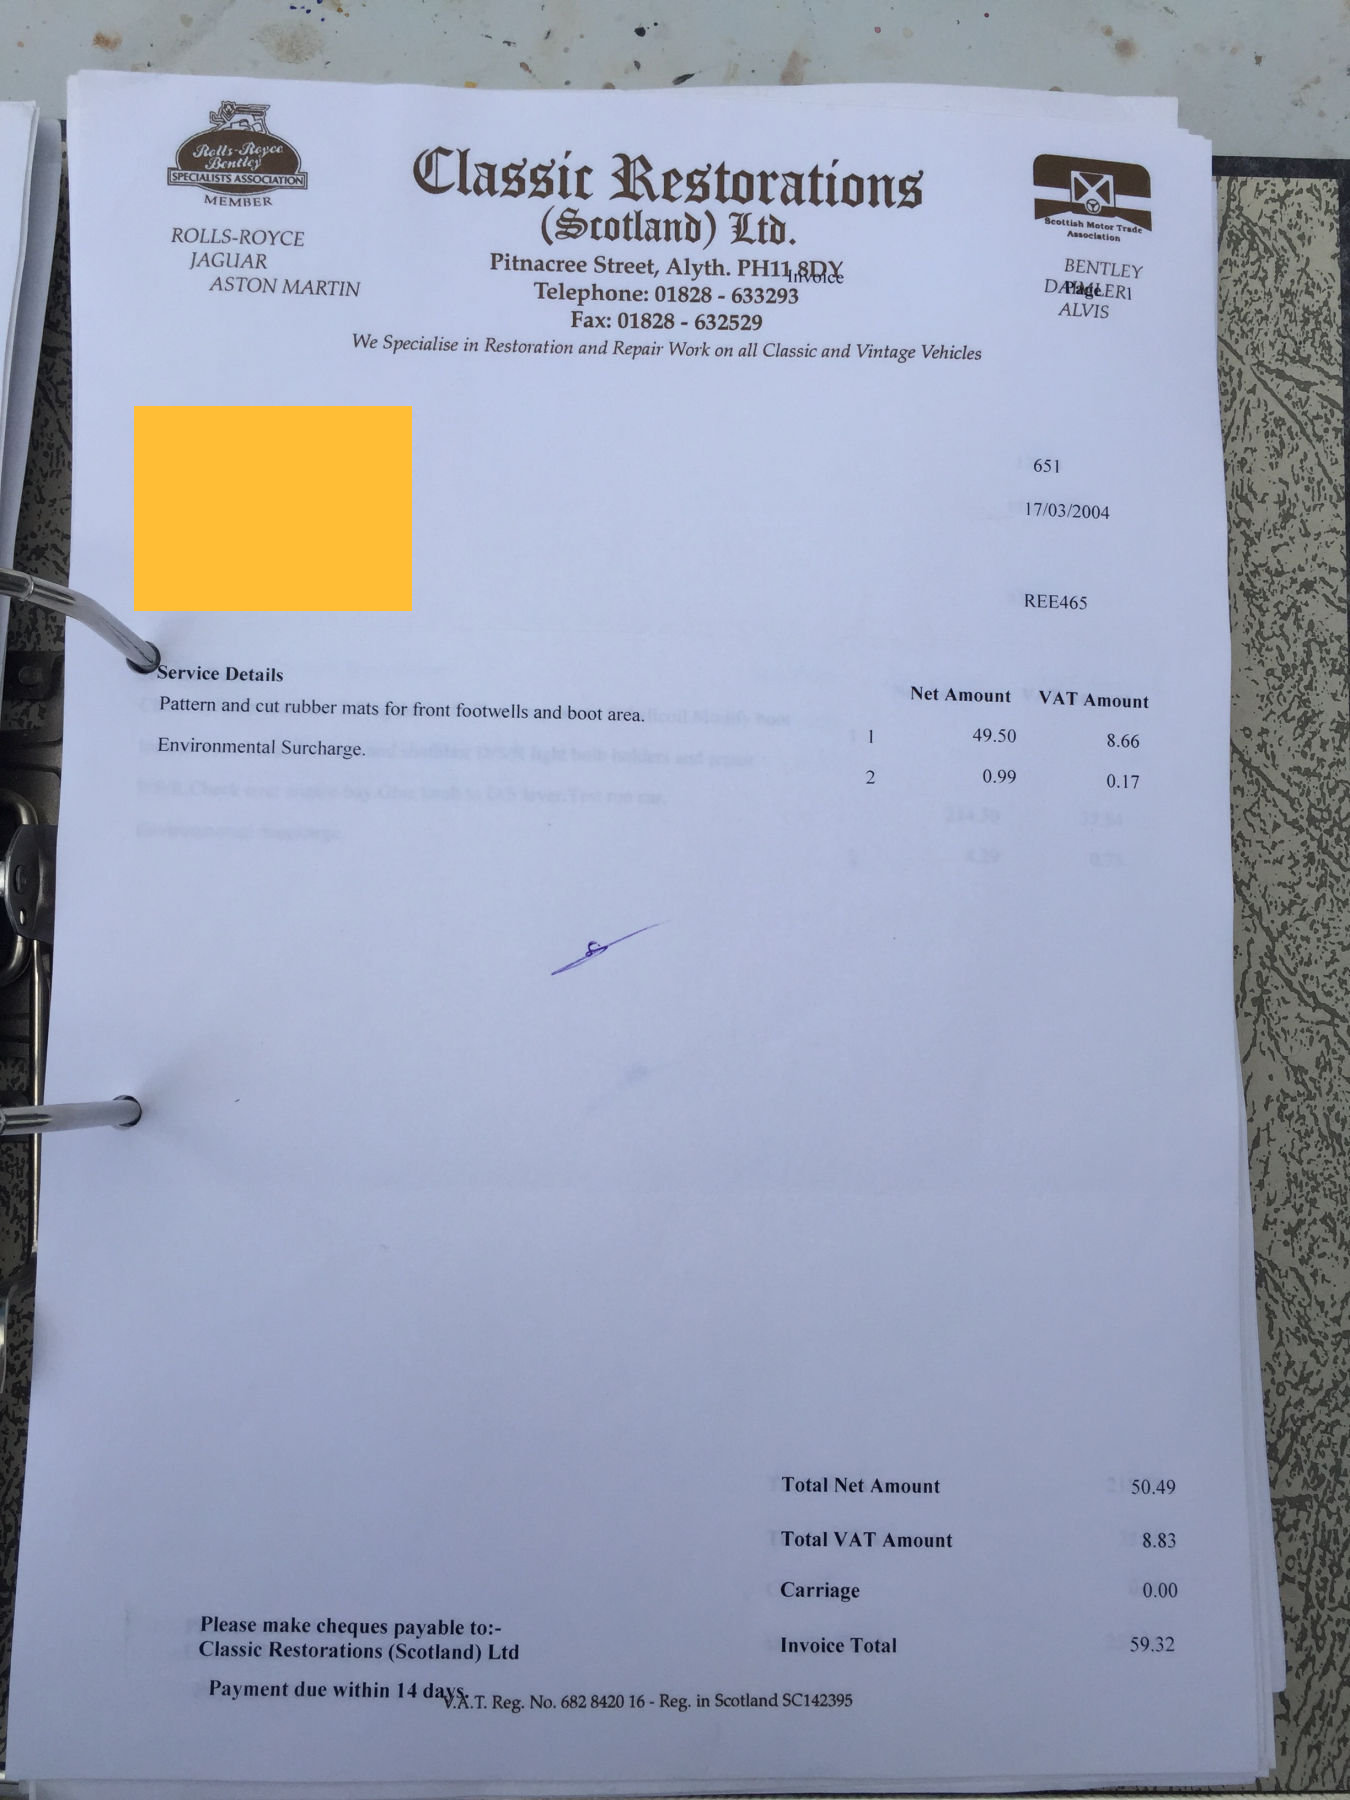 Rolls-Royce
Bentley
SPECIALISTS ASSOCIATION
MEMBER
ROLLS-ROYCE
JAGUAR
ASTON MARTIN
Classic Restorations
(Scotland) Ltd.
Pitnacree Street, Alyth. PH11 8DY
Invoice
Telephone: 01828 - 633293
Fax: 01828 - 632529
We Specialise in Restoration and Repair Work on all Classic and Vintage Vehicles
Scottish Motor Trade
Association
BENTLEY
DAIMLER
Page 1
ALVIS
651
17/03/2004
REE465
Service Details Net Amount VAT Amount
Pattern and cut rubber mats for front footwells and boot area. 1 49.50 8.66
Environmental Surcharge. 2 0.99 0.17
Total Net Amount 50.49
Total VAT Amount 8.83
Carriage 0.00
Invoice Total 59.32
Please make cheques payable to:-
Classic Restorations (Scotland) Ltd
Payment due within 14 days.
V.A.T. Reg. No. 682 8420 16 - Reg. in Scotland SC142395